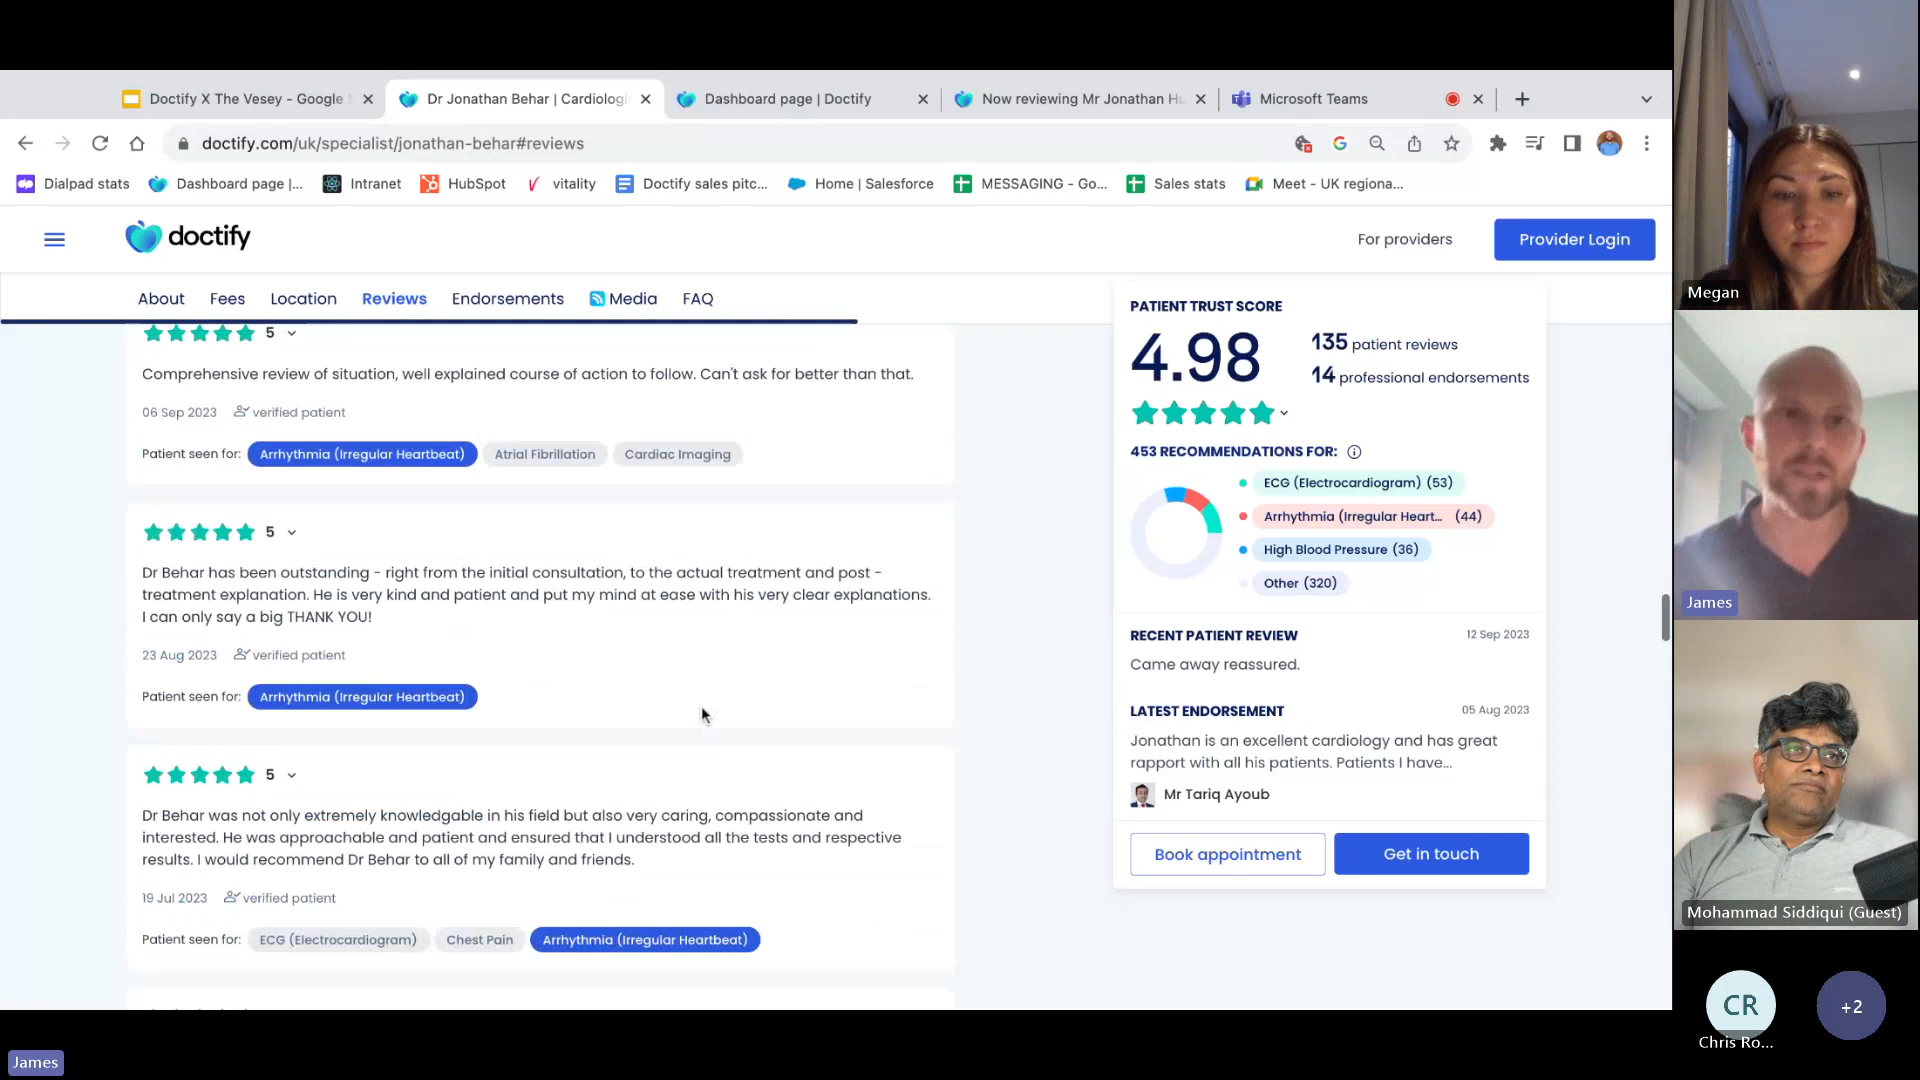 Doctify X The Vesey - Google S
Dr Jonathan Behar | Cardiologi
Dashboard page | Doctify
Now reviewing Mr Jonathan Hu
Microsoft Teams
doctify.com/uk/specialist/jonathan-behar#reviews
Dialpad stats
Dashboard page |...
Intranet
HubSpot
vitality
Doctify sales pitc...
Home | Salesforce
MESSAGING - Go...
Sales stats
Meet - UK regiona...
doctify
For providers
Provider Login
About
Fees
Location
Reviews
Endorsements
Media
FAQ
5
Comprehensive review of situation, well explained course of action to follow. Can't ask for better than that.
06 Sep 2023
verified patient
Patient seen for:
Arrhythmia (Irregular Heartbeat)
Atrial Fibrillation
Cardiac Imaging
5
Dr Behar has been outstanding - right from the initial consultation, to the actual treatment and post -
treatment explanation. He is very kind and patient and put my mind at ease with his very clear explanations.
I can only say a big THANK YOU!
23 Aug 2023
verified patient
Patient seen for:
Arrhythmia (Irregular Heartbeat)
5
Dr Behar was not only extremely knowledgable in his field but also very caring, compassionate and
interested. He was approachable and patient and ensured that I understood all the tests and respective
results. I would recommend Dr Behar to all of my family and friends.
19 Jul 2023
verified patient
Patient seen for:
ECG (Electrocardiogram)
Chest Pain
Arrhythmia (Irregular Heartbeat)
PATIENT TRUST SCORE
4.98
135 patient reviews
14 professional endorsements
453 RECOMMENDATIONS FOR:
ECG (Electrocardiogram) (53)
Arrhythmia (Irregular Heart... (44)
High Blood Pressure (36)
Other (320)
RECENT PATIENT REVIEW
12 Sep 2023
Came away reassured.
LATEST ENDORSEMENT
05 Aug 2023
Jonathan is an excellent cardiology and has great
rapport with all his patients. Patients I have...
Mr Tariq Ayoub
Book appointment
Get in touch
Megan
James
Mohammad Siddiqui (Guest)
CR
Chris Ro...
+2
James